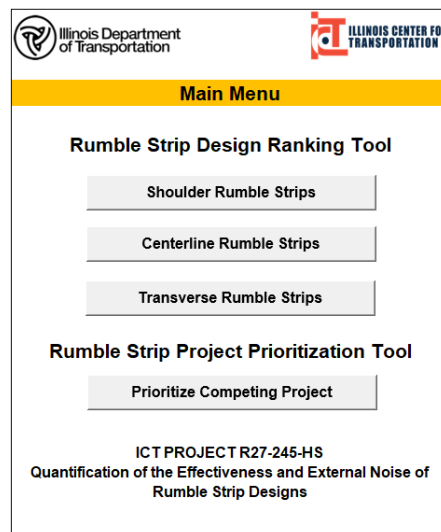 Illinois Department
of Transportation
ILLINOIS CENTER FO
TRANSPORTATION
Main Menu
Rumble Strip Design Ranking Tool
Shoulder Rumble Strips
Centerline Rumble Strips
Transverse Rumble Strips
Rumble Strip Project Prioritization Tool
Prioritize Competing Project
ICT PROJECT R27-245-HS
Quantification of the Effectiveness and External Noise of
Rumble Strip Designs